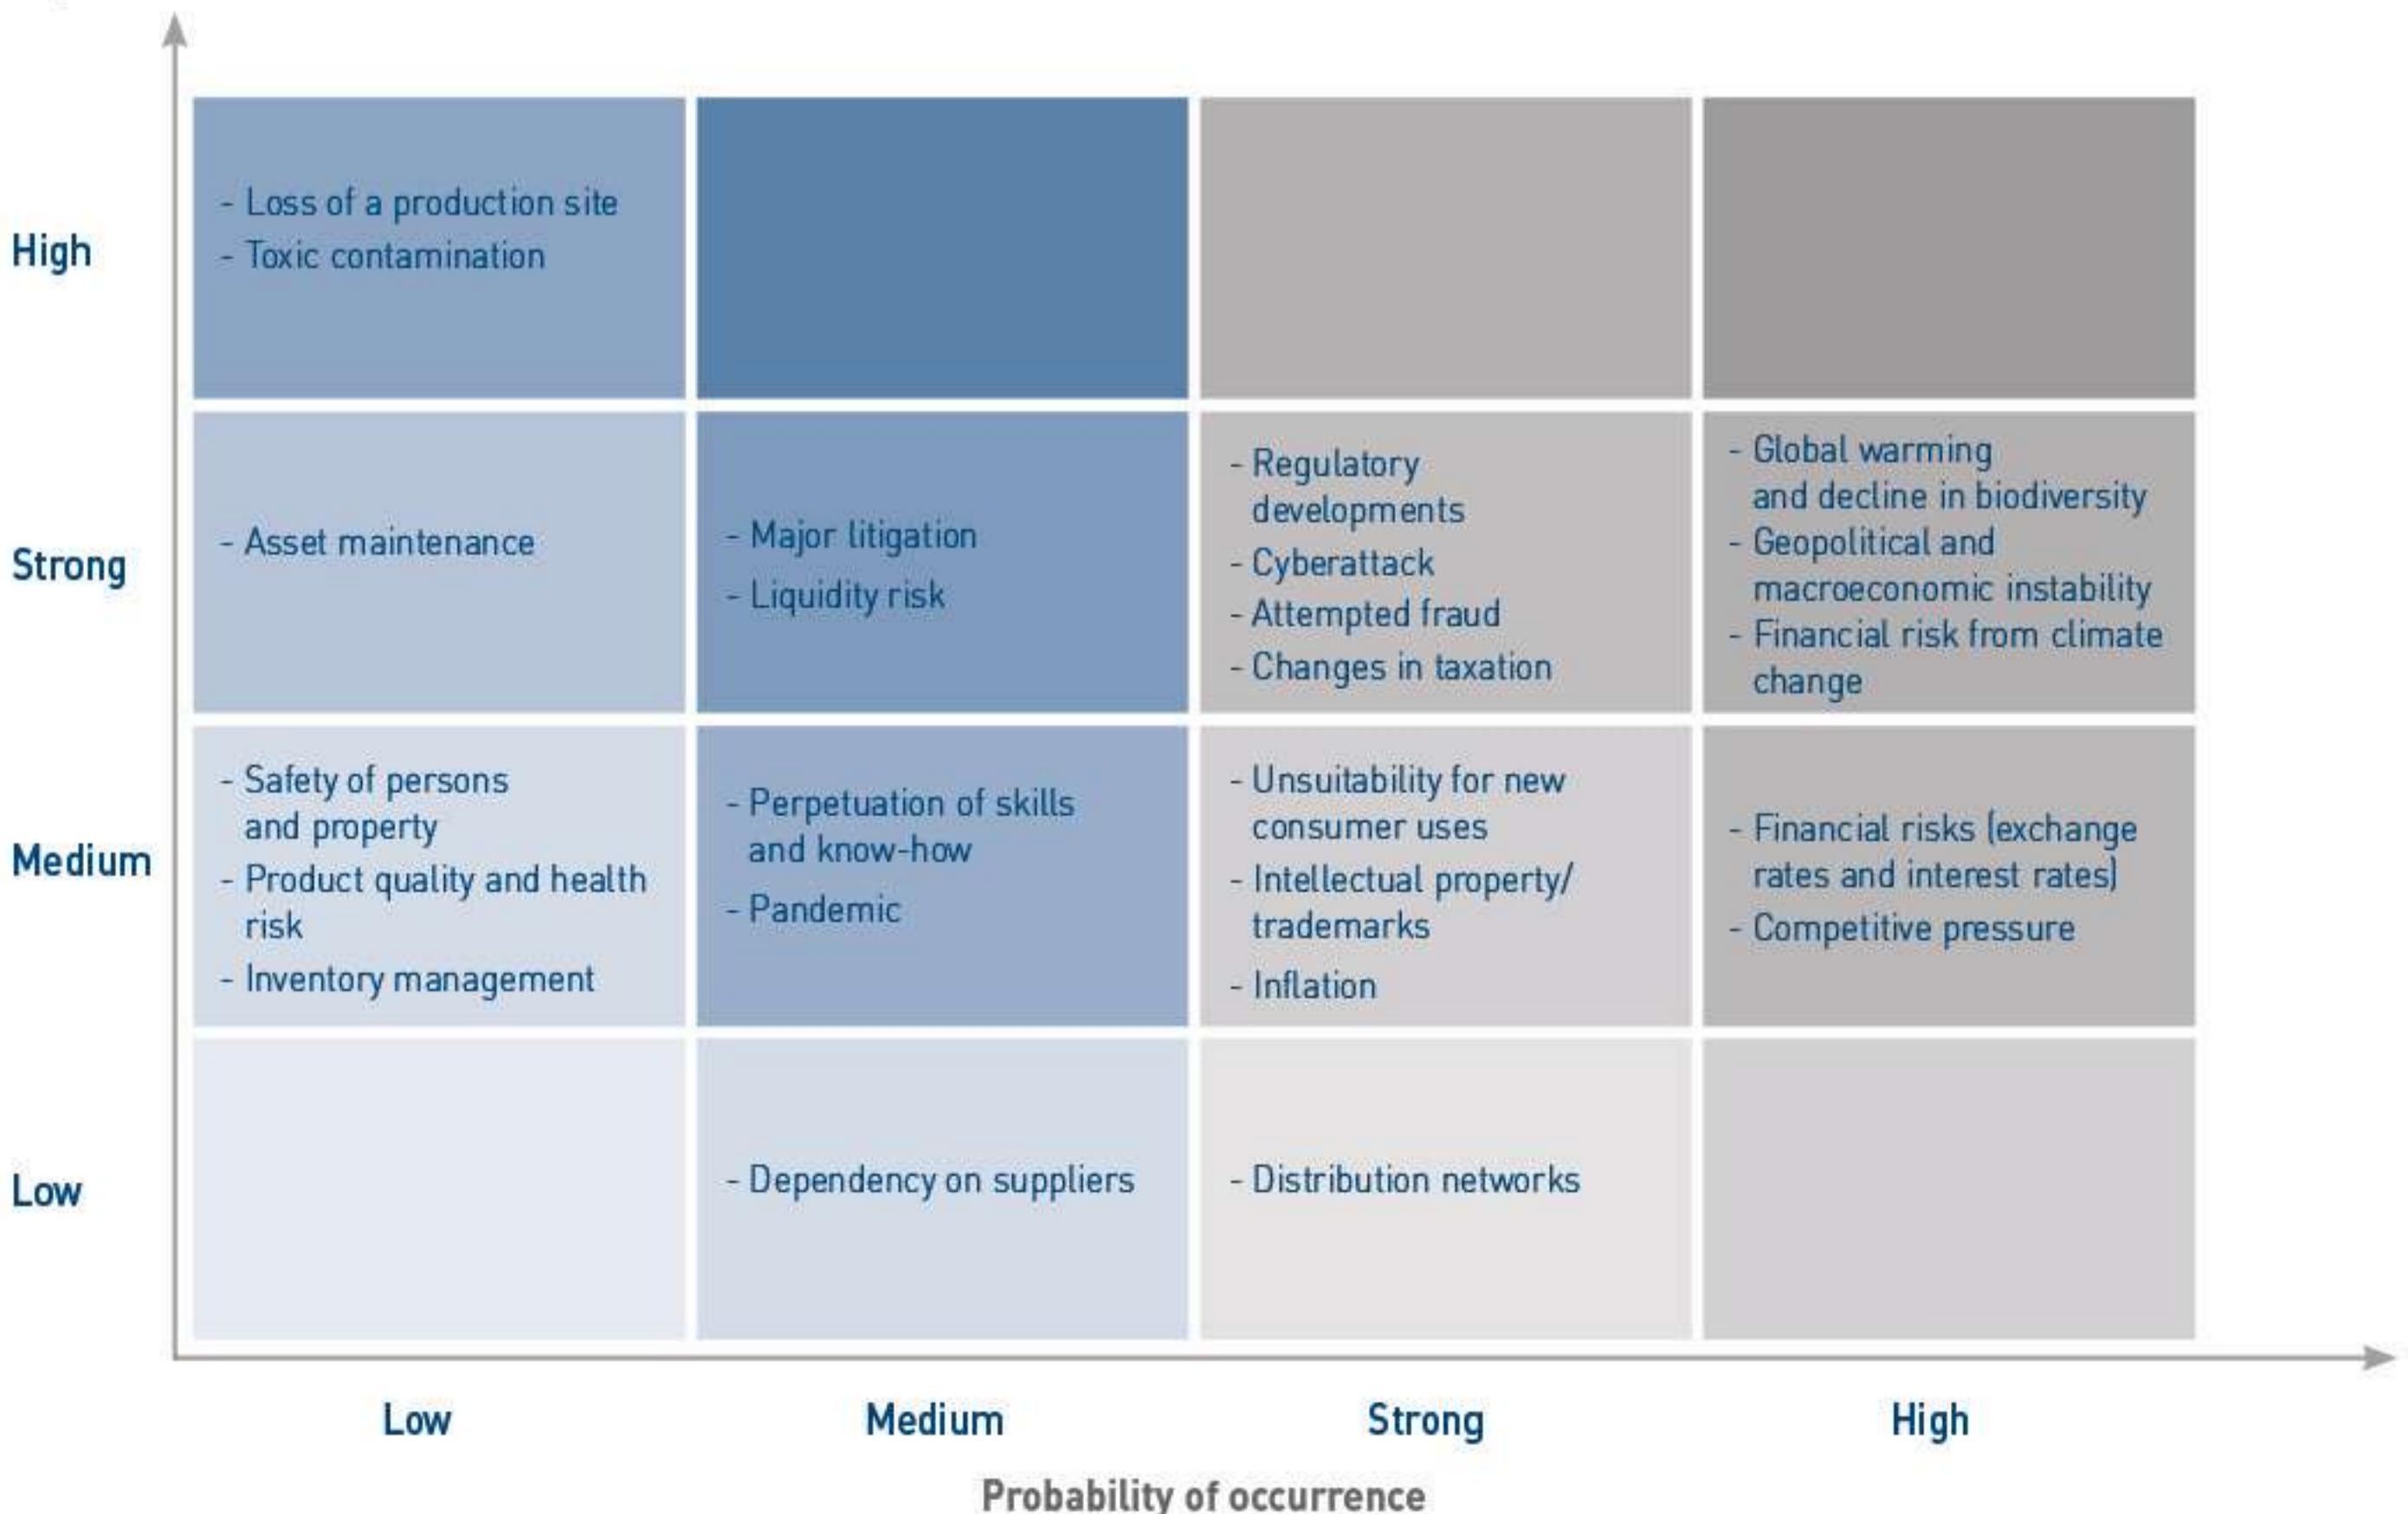 High
- Loss of a production site
- Toxic contamination
Strong
- Asset maintenance
- Major litigation
- Liquidity risk
- Regulatory
developments
- Cyberattack
- Attempted fraud
- Changes in taxation
- Global warming
and decline in biodiversity
- Geopolitical and
macroeconomic instability
- Financial risk from climate
change
Medium
- Safety of persons
and property
- Product quality and health
risk
- Inventory management
- Perpetuation of skills
and know-how
- Pandemic
- Unsuitability for new
consumer uses
- Intellectual property/
trademarks
- Inflation
- Financial risks (exchange
rates and interest rates)
- Competitive pressure
Low
- Dependency on suppliers
- Distribution networks
Low
Medium
Strong
High
Probability of occurrence